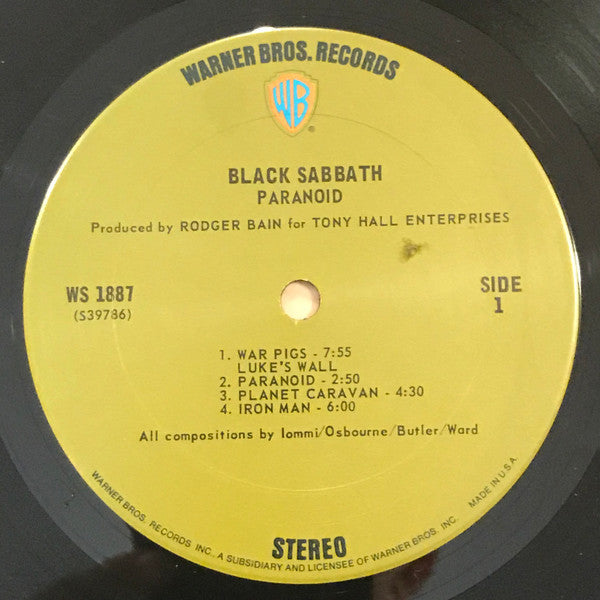 WARNER BROS. RECORDS
WB
®
BLACK SABBATH
PARANOID
Produced by RODGER BAIN for TONY HALL ENTERPRISES
WS 1887
(S39786)
SIDE
1
1. WAR PIGS - 7:55
LUKE'S WALL
2. PARANOID - 2:50
3. PLANET CARAVAN - 4:30
4. IRON MAN - 6:00
All compositions by Iommi/Osbourne/Butler/Ward
STEREO
WARNER BROS. RECORDS INC., A SUBSIDIARY AND LICENSEE OF WARNER BROS. INC. MADE IN U.S.A.